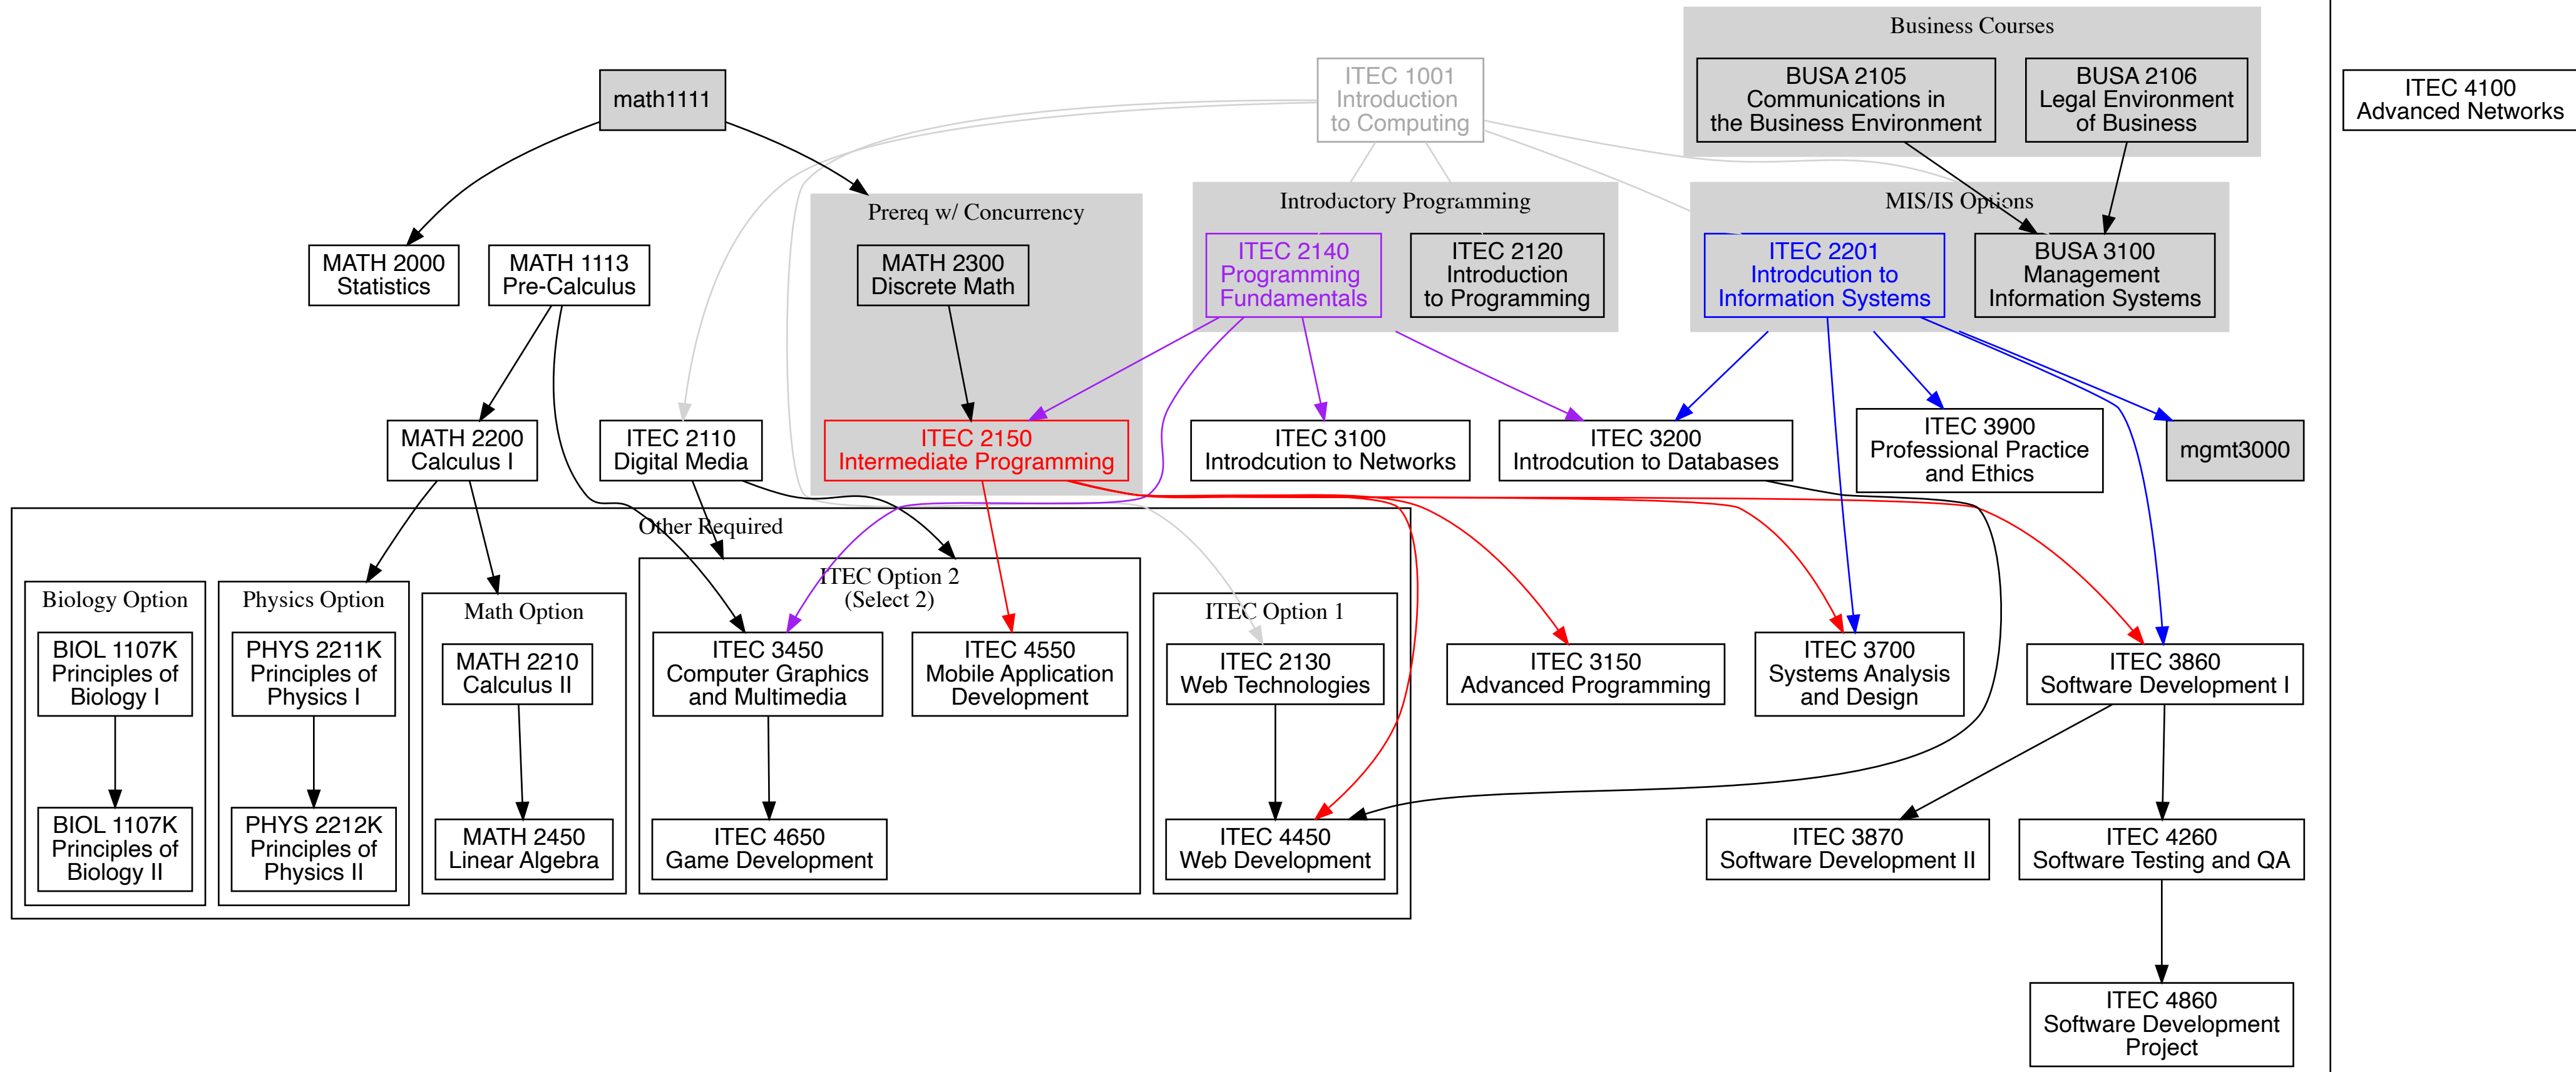 Business Courses
ITEC 1001
Introduction
to Computing
BUSA 2105
Communications in
the Business Environment
BUSA 2106
Legal Environment
of Business
math1111
ITEC 4100
Advanced Networks
Prereq w/ Concurrency
Introductory Programming
MIS/IS Options
MATH 2000
Statistics
MATH 1113
Pre-Calculus
MATH 2300
Discrete Math
ITEC 2140
Programming
Fundamentals
ITEC 2120
Introduction
to Programming
ITEC 2201
Introdcution to
Information Systems
BUSA 3100
Management
Information Systems
MATH 2200
Calculus I
ITEC 2110
Digital Media
ITEC 2150
Intermediate Programming
ITEC 3100
Introdcution to Networks
ITEC 3200
Introdcution to Databases
ITEC 3900
Professional Practice
and Ethics
mgmt3000
Other Required
Biology Option
Physics Option
Math Option
ITEC Option 2
(Select 2)
ITEC Option 1
BIOL 1107K
Principles of
Biology I
PHYS 2211K
Principles of
Physics I
MATH 2210
Calculus II
ITEC 3450
Computer Graphics
and Multimedia
ITEC 4550
Mobile Application
Development
ITEC 2130
Web Technologies
ITEC 3150
Advanced Programming
ITEC 3700
Systems Analysis
and Design
ITEC 3860
Software Development I
BIOL 1107K
Principles of
Biology II
PHYS 2212K
Principles of
Physics II
MATH 2450
Linear Algebra
ITEC 4650
Game Development
ITEC 4450
Web Development
ITEC 3870
Software Development II
ITEC 4260
Software Testing and QA
ITEC 4860
Software Development
Project